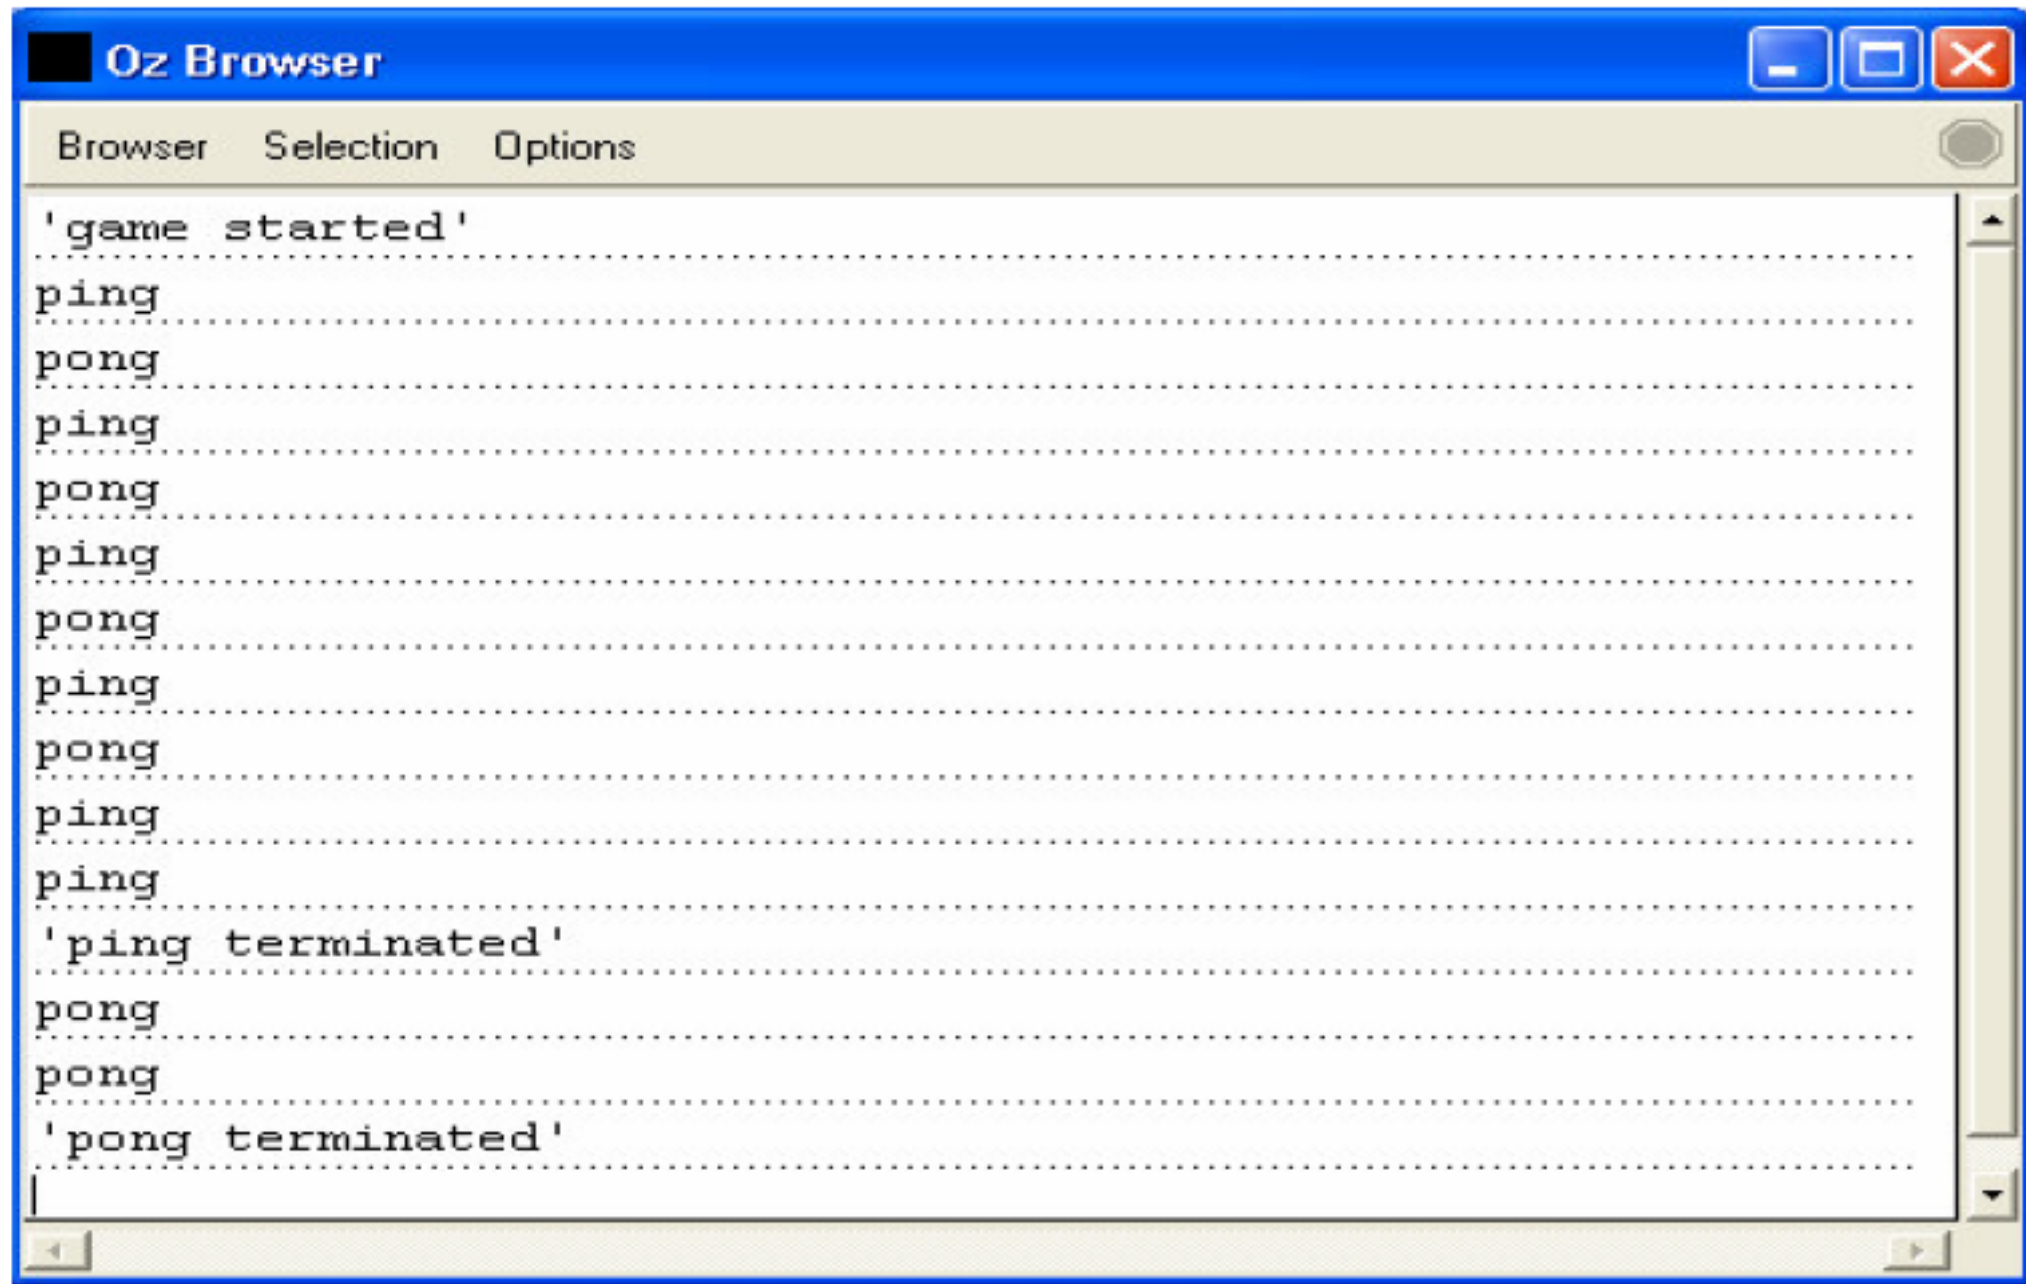 Oz Browser
Browser Selection Options
'game started'
ping
pong
ping
pong
ping
pong
ping
pong
ping
ping
'ping terminated'
pong
pong
'pong terminated'